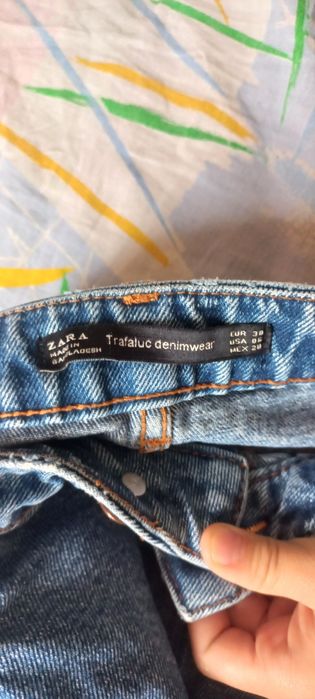 ZARA
MADE IN
BANGLADESH
Trafaluc denimwear
EUR 38
USA 06
MEX 28